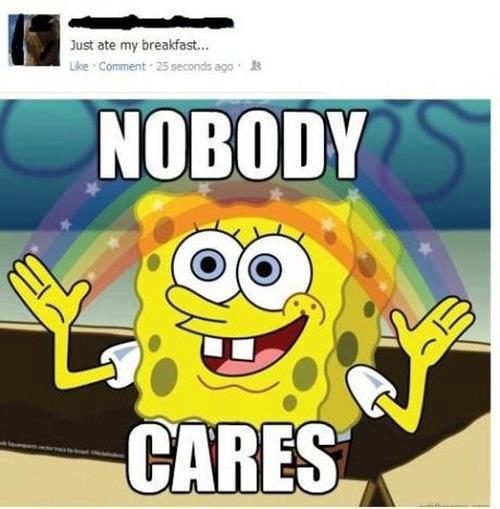 Just ate my breakfast...
Like · Comment · 25 seconds ago ·
NOBODY
CARES